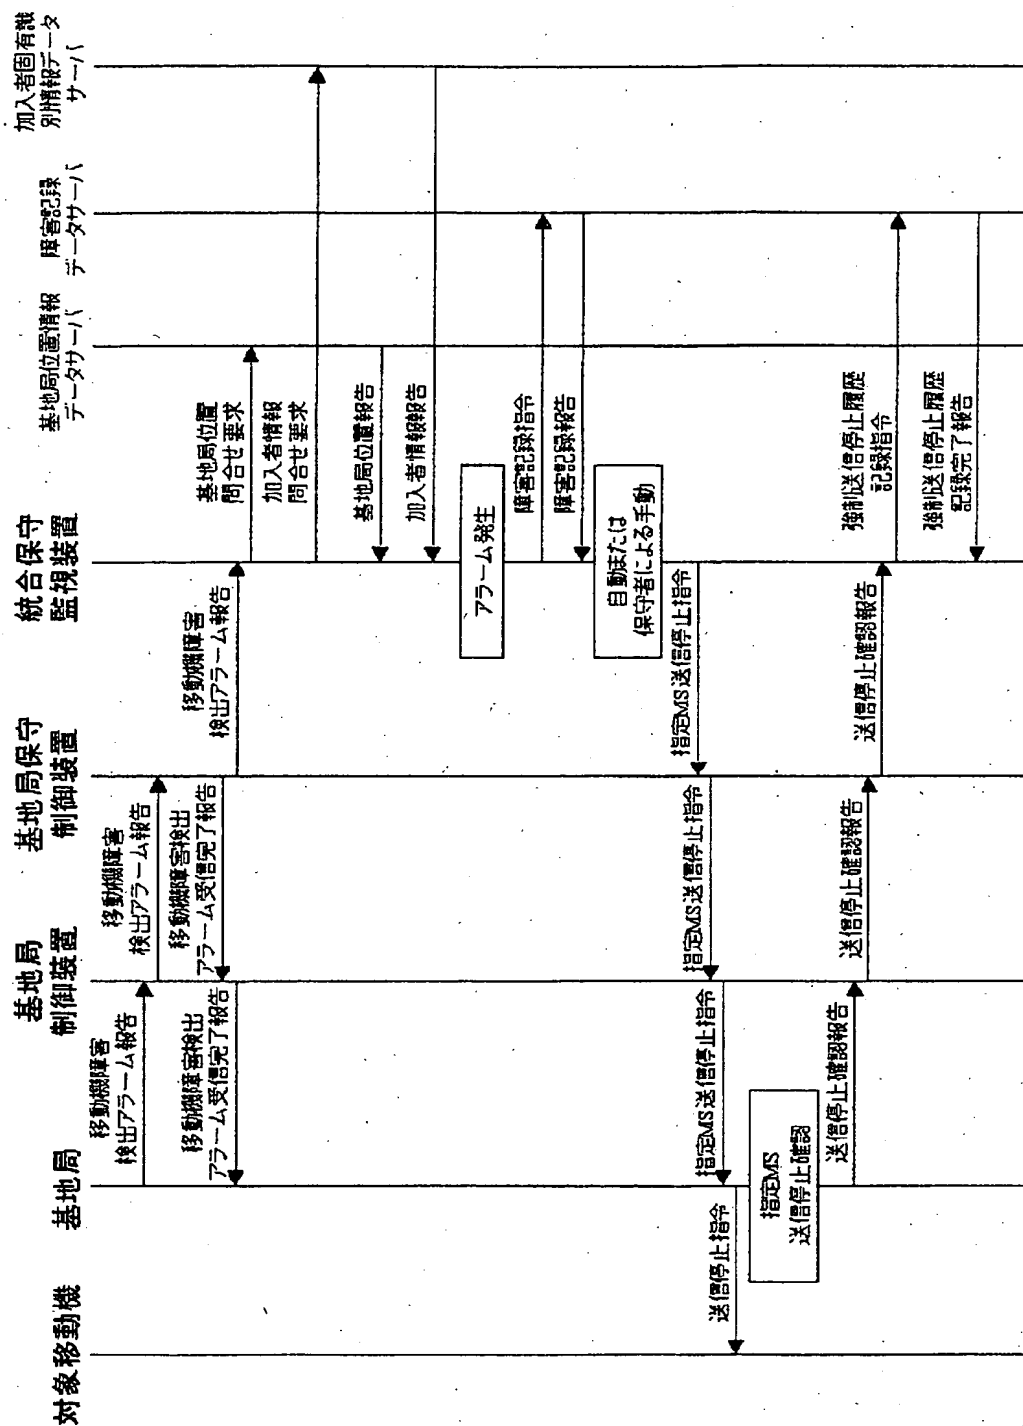 対象移動機
基地局
基地局
制御装置
基地局保守
制御装置
統合保守
監視装置
基地局位置情報
データサーバ
障害記録
データサーバ
加入者固有識
別情報データ
サーバ
移動機障害
検出アラーム報告
移動機障害
検出アラーム報告
移動機障害検出
アラーム受信完了報告
移動機障害検出
アラーム受信完了報告
移動機障害
検出アラーム報告
基地局位置
問合せ要求
加入者情報
問合せ要求
基地局位置報告
加入者情報報告
アラーム発生
障害記録指令
障害記録報告
自動または
保守者による手動
指定MS送信停止指令
指定MS送信停止指令
指定MS送信停止指令
送信停止指令
指定MS
送信停止確認
送信停止確認報告
送信停止確認報告
送信停止確認報告
強制送信停止履歴
記録指令
強制送信停止履歴
記録完了報告